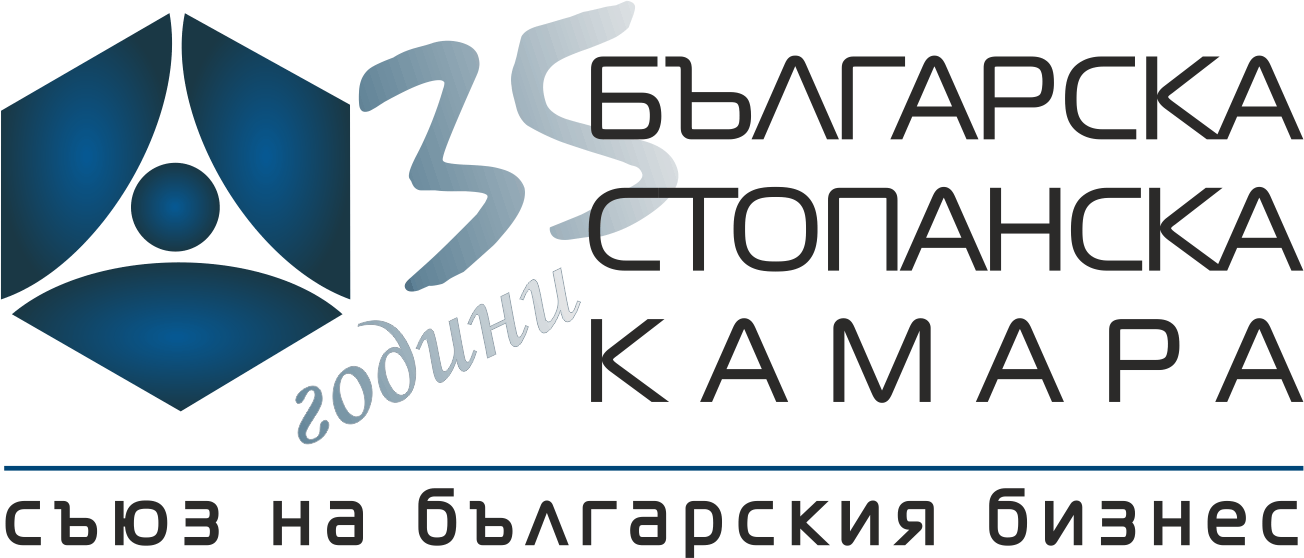 35
години
БЪЛГАРСКА
СТОПАНСКА
КАМАРА
съюз на българския бизнес